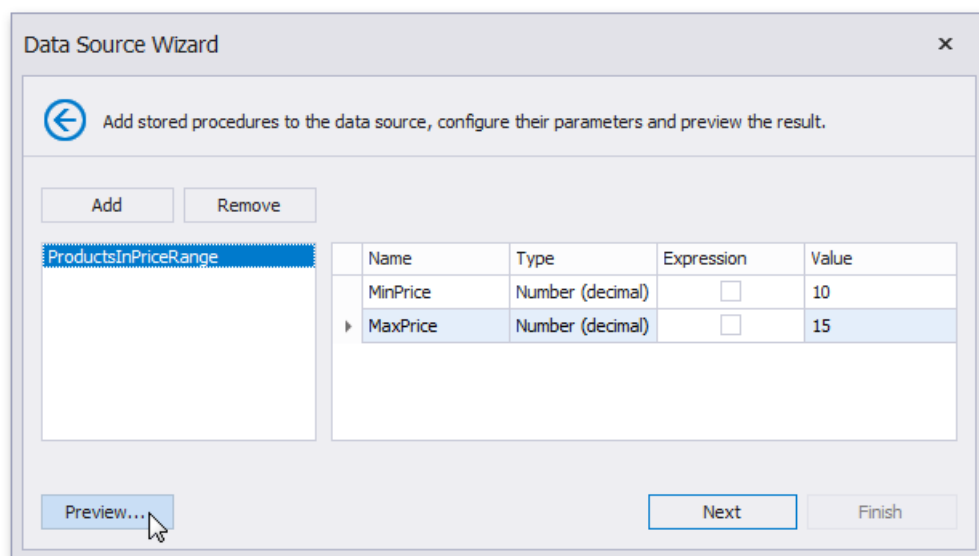 Data Source Wizard
Add stored procedures to the data source, configure their parameters and preview the result.
Add Remove
ProductsInPriceRange
Name Type Expression Value
MinPrice Number (decimal) 10
MaxPrice Number (decimal) 15
Preview... Next Finish